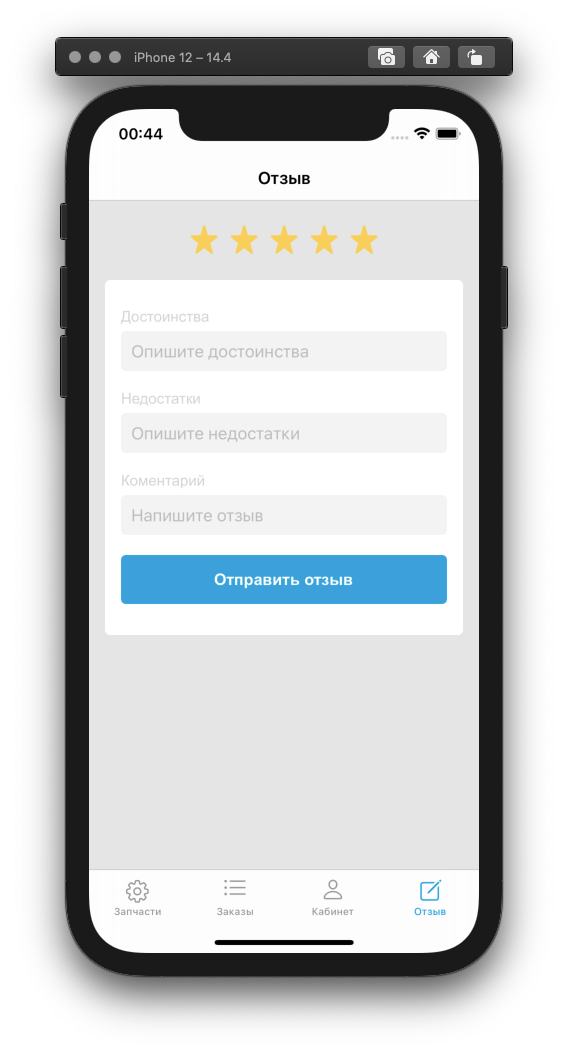 iPhone 12 – 14.4
00:44
Отзыв
Достоинства
Опишите достоинства
Недостатки
Опишите недостатки
Коментарий
Напишите отзыв
Отправить отзыв
Запчасти Заказы Кабинет Отзыв